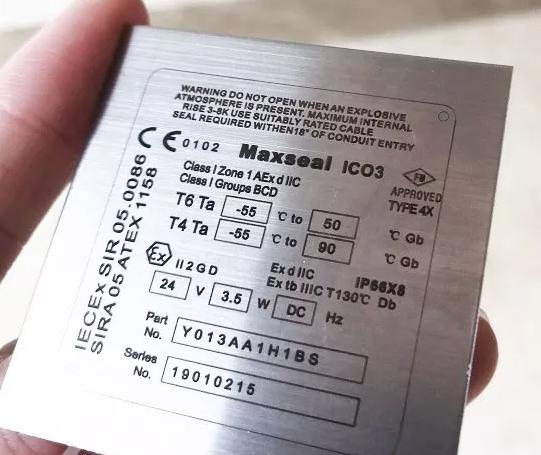 WARNING DO NOT OPEN WHEN AN EXPLOSIVE
ATMOSPHERE IS PRESENT. MAXIMUM INTERNAL
RISE 3-8K USE SUITABLY RATED CABLE
SEAL REQUIRED WITHEN 18" OF CONDUIT ENTRY
CE 0102 Maxseal ICO3
FM
APPROVED
TYPE 4X
Class I Zone 1 AEx d IIC
Class I Groups BCD
T6 Ta -55 °C to 50 °C Gb
T4 Ta -55 °C to 90 °C Gb
Ex II 2 G D
Ex d IIC IP66X8
Ex tb IIIC T130°C Db
24 V 3.5 W DC Hz
Part No. Y013AA1H1BS
Series No. 19010215
IECEx SIR 05.0086
SIRA 05 ATEX 1158